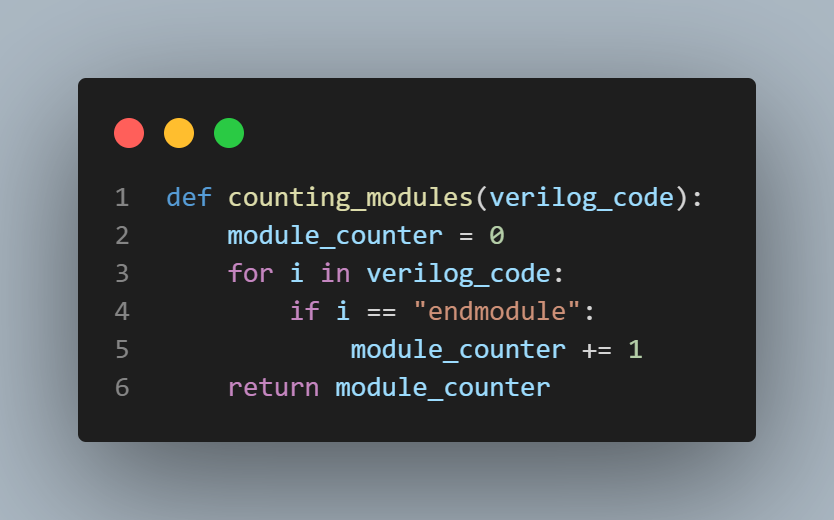 1 def counting_modules(verilog_code):
2     module_counter = 0
3     for i in verilog_code:
4         if i == "endmodule":
5             module_counter += 1
6     return module_counter